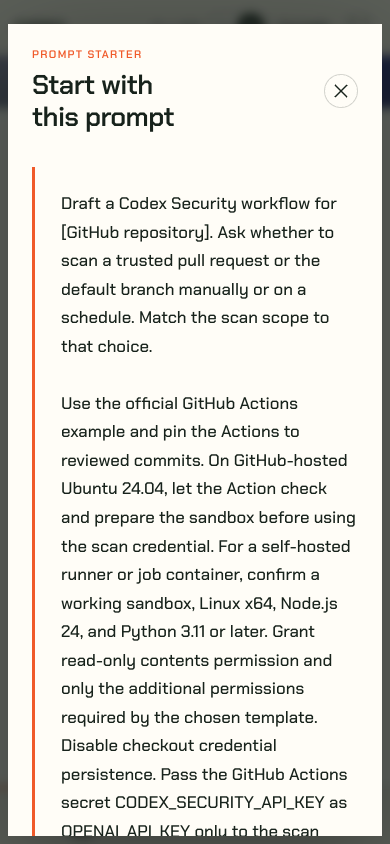 PROMPT STARTER
Start with
this prompt
Draft a Codex Security workflow for
[GitHub repository]. Ask whether to
scan a trusted pull request or the
default branch manually or on a
schedule. Match the scan scope to
that choice.
Use the official GitHub Actions
example and pin the Actions to
reviewed commits. On GitHub-hosted
Ubuntu 24.04, let the Action check
and prepare the sandbox before using
the scan credential. For a self-hosted
runner or job container, confirm a
working sandbox, Linux x64, Node.js
24, and Python 3.11 or later. Grant
read-only contents permission and
only the additional permissions
required by the chosen template.
Disable checkout credential
persistence. Pass the GitHub Actions
secret CODEX_SECURITY_API_KEY as
OPENAI_API_KEY only to the scan